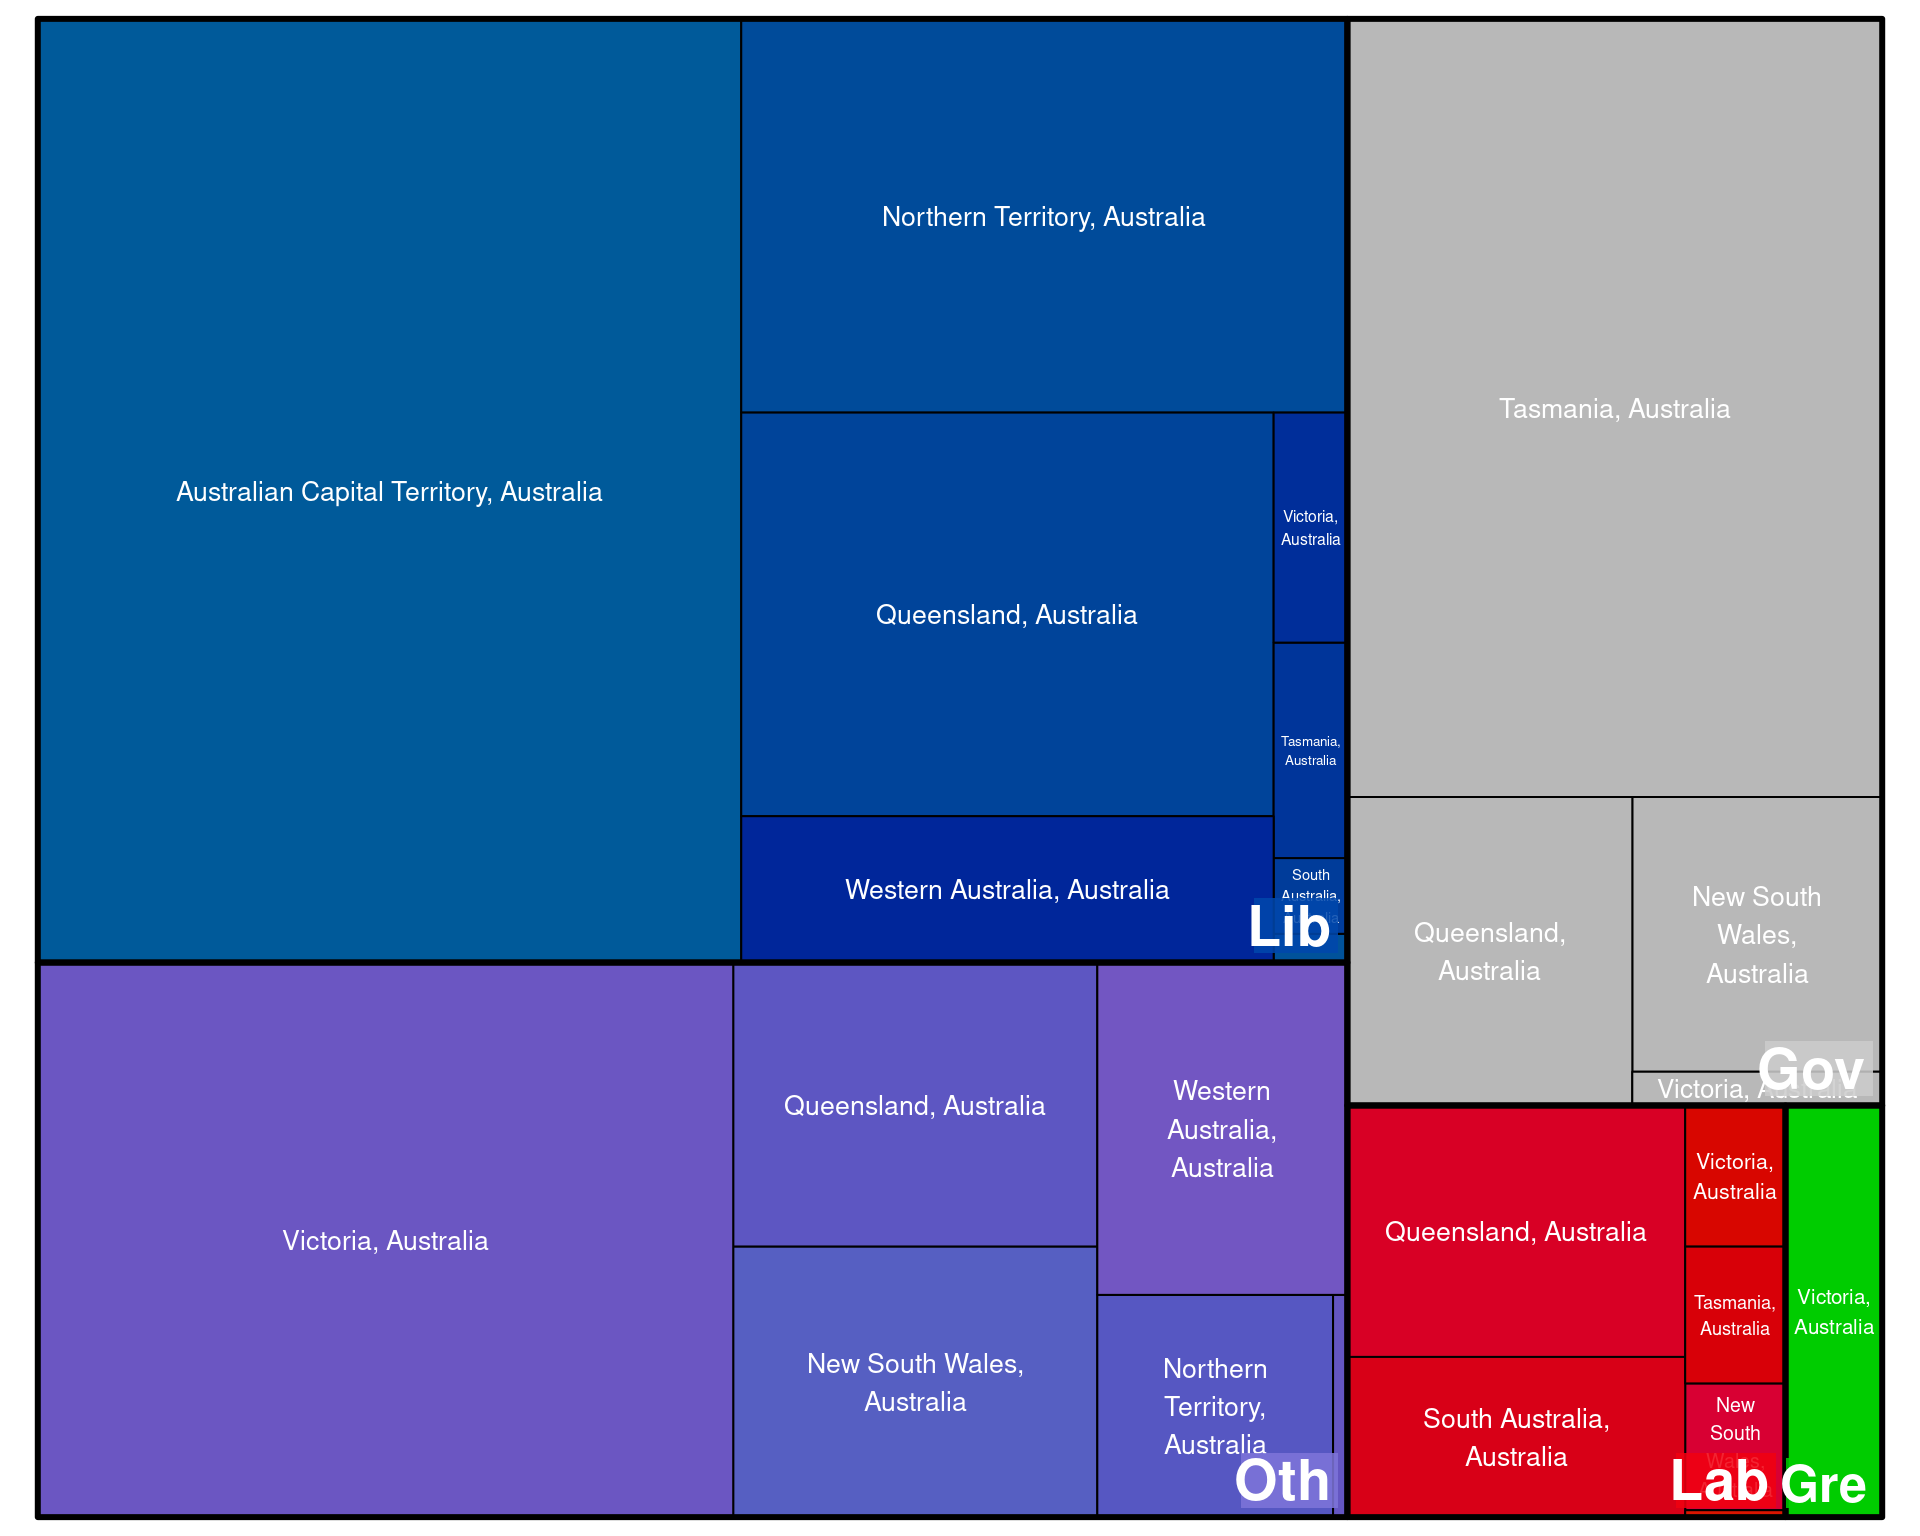 Australian Capital Territory, Australia
Northern Territory, Australia
Queensland, Australia
Victoria,
Australia
Tasmania,
Australia
Western Australia, Australia
South
Australia,
Lib
Tasmania, Australia
Queensland,
Australia
New South
Wales,
Australia
Victoria, Australia
Gov
Victoria, Australia
Queensland, Australia
New South Wales,
Australia
Western
Australia,
Australia
Northern
Territory,
Australia
Oth
Queensland, Australia
South Australia,
Australia
Victoria,
Australia
Tasmania,
Australia
New
South
Wales,
Lab
Victoria,
Australia
Gre